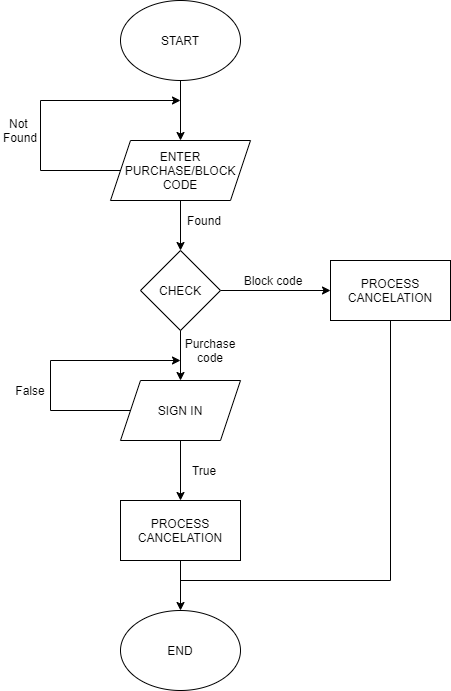 START
Not
Found
ENTER
PURCHASE/BLOCK
CODE
Found
CHECK
Block code
PROCESS
CANCELATION
Purchase
code
False
SIGN IN
True
PROCESS
CANCELATION
END